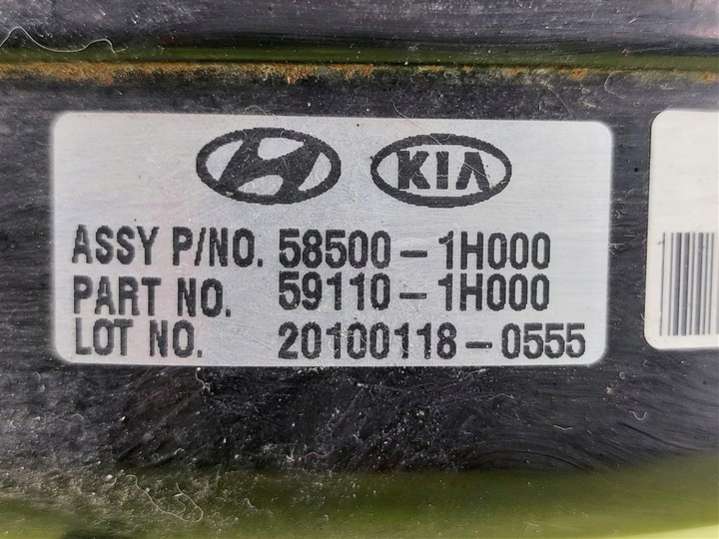 KIA
ASSY P/NO. 58500-1H000
PART NO. 59110-1H000
LOT NO. 20100118-0555